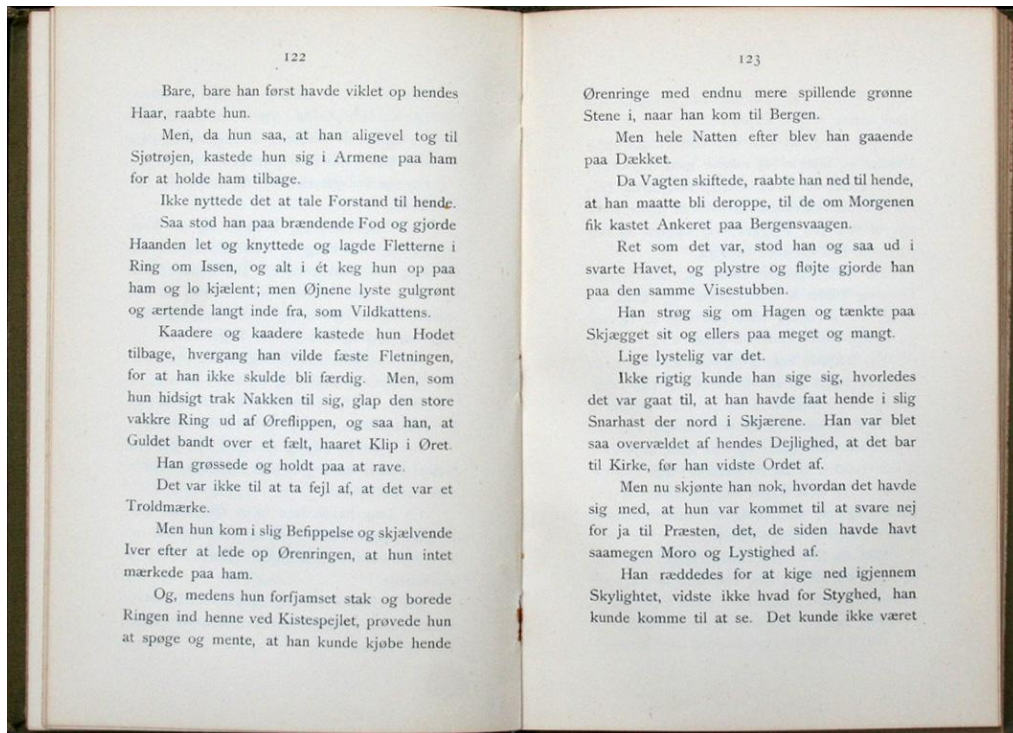 122
Bare, bare han først havde viklet op hendes
Haar, raabte hun.
Men, da hun saa, at han aligevel tog til
Sjøtrøjen, kastede hun sig i Armene paa ham
for at holde ham tilbage.
Ikke nyttede det at tale Forstand til hende.
Saa stod han paa brændende Fod og gjorde
Haanden let og knyttede og lagde Fletterne i
Ring om Issen, og alt i ét keg hun op paa
ham og lo kjælent; men Øjnene lyste gulgrønt
og ærtende langt inde fra, som Vildkattens.
Kaadere og kaadere kastede hun Hodet
tilbage, hvergang han vilde fæste Fletningen,
for at han ikke skulde bli færdig. Men, som
hun hidsigt trak Nakken til sig, glap den store
vakkre Ring ud af Øreflippen, og saa han, at
Guldet bandt over et fælt, haaret Klip i Øret.
Han grøssede og holdt paa at rave.
Det var ikke til at ta fejl af, at det var et
Troldmærke.
Men hun kom i slig Befippelse og skjælvende
Iver efter at lede op Ørenringen, at hun intet
mærkede paa ham.
Og, medens hun forfjamset stak og borede
Ringen ind henne ved Kistespejlet, prøvede hun
at spøge og mente, at han kunde kjøbe hende
123
Ørenringe med endnu mere spillende grønne
Stene i, naar han kom til Bergen.
Men hele Natten efter blev han gaaende
paa Dækket.
Da Vagten skiftede, raabte han ned til hende,
at han maatte bli deroppe, til de om Morgenen
fik kastet Ankeret paa Bergensvaagen.
Ret som det var, stod han og saa ud i
svarte Havet, og plystre og fløjte gjorde han
paa den samme Visestubben.
Han strøg sig om Hagen og tænkte paa
Skjægget sit og ellers paa meget og mangt.
Lige lystelig var det.
Ikke rigtig kunde han sige sig, hvorledes
det var gaat til, at han havde faat hende i slig
Snarhast der nord i Skjærene. Han var blet
saa overvældet af hendes Dejlighed, at det bar
til Kirke, før han vidste Ordet af.
Men nu skjønte han nok, hvordan det havde
sig med, at hun var kommet til at svare nej
for ja til Præsten, det, de siden havde havt
saamegen Moro og Lystighed af.
Han ræddedes for at kige ned igjennem
Skylightet, vidste ikke hvad for Styghed, han
kunde komme til at se. Det kunde ikke været